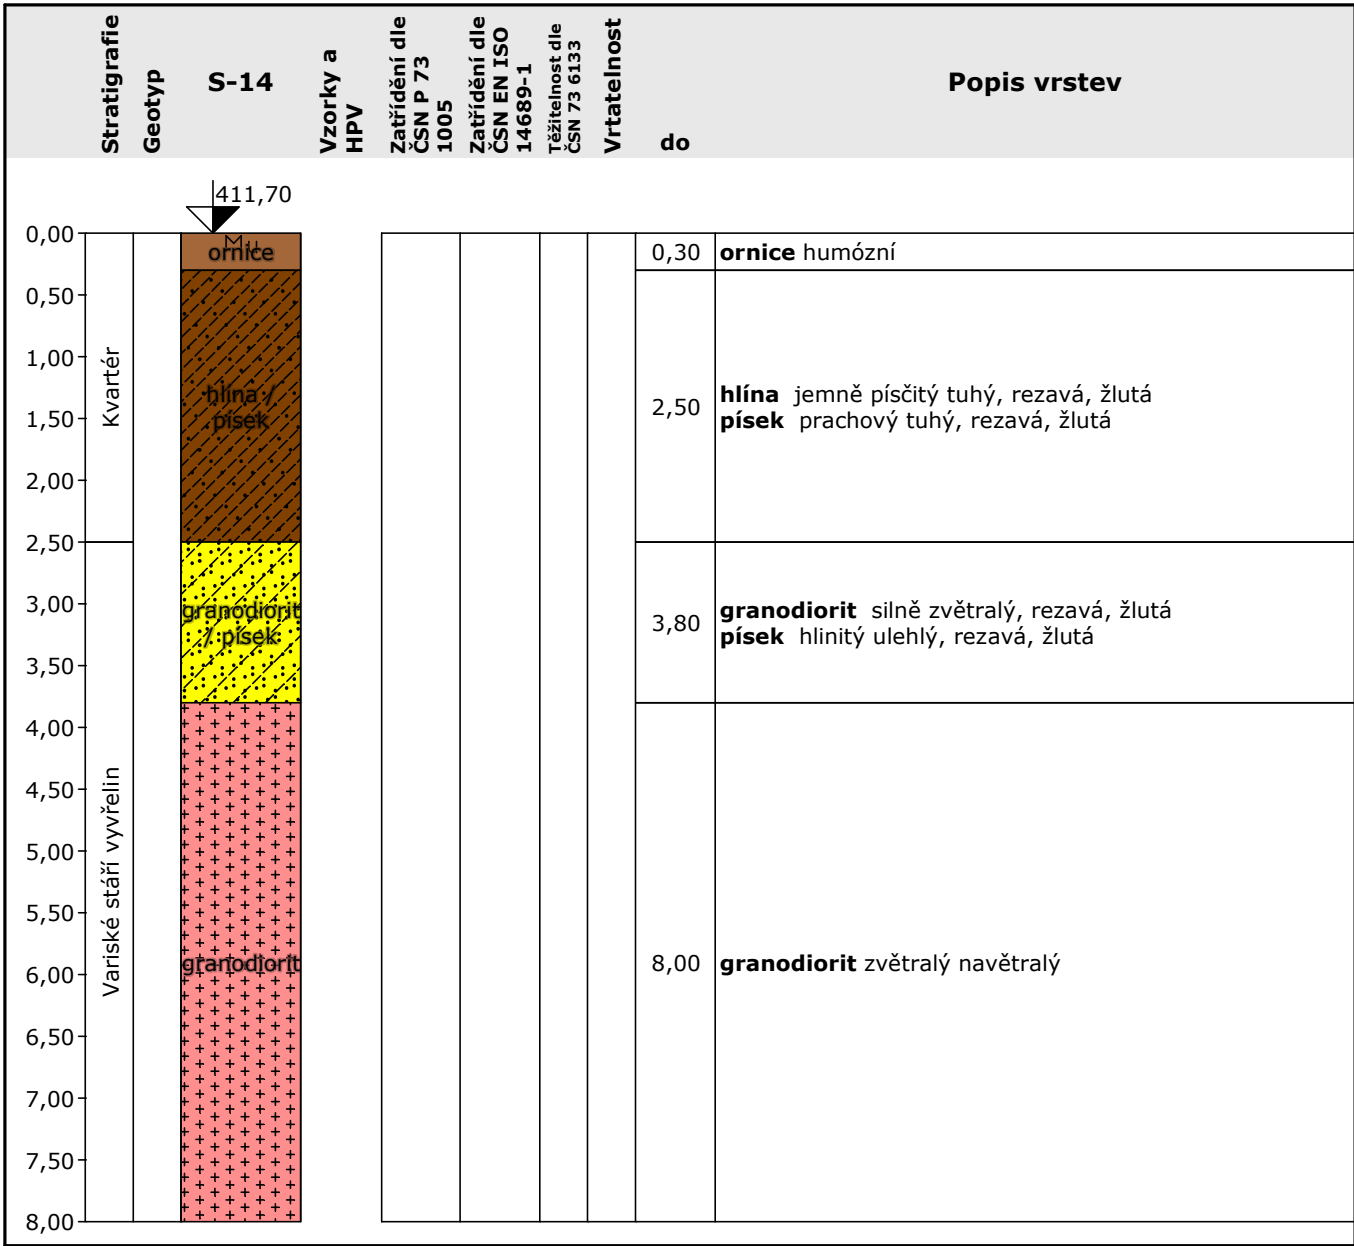 Stratigrafie
Geotyp
S-14
Vzorky a
HPV
Zatřídění dle
ČSN P 73
1005
Zatřídění dle
ČSN EN ISO
14689-1
Těžitelnost dle
ČSN 73 6133
Vrtatelnost
do
Popis vrstev
411,70
0,00
0,50
1,00
1,50
2,00
2,50
3,00
3,50
4,00
4,50
5,00
5,50
6,00
6,50
7,00
7,50
8,00
Kvartér
Variské stáří vyvřelin
ornice
hlína /
písek
granodiorit
/ písek
granodiorit
0,30 ornice humózní
2,50
hlína jemně písčitý tuhý, rezavá, žlutá
písek prachový tuhý, rezavá, žlutá
3,80
granodiorit silně zvětralý, rezavá, žlutá
písek hlinitý ulehlý, rezavá, žlutá
8,00 granodiorit zvětralý navětralý